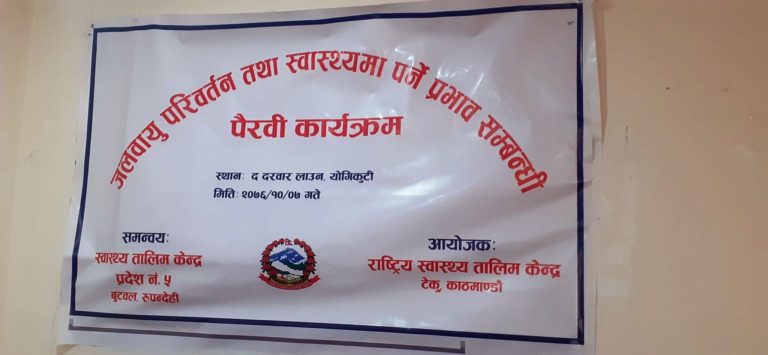 जलवायु परिवर्तन तथा स्वास्थ्यमा पर्ने प्रभाव सम्बन्धी
पैरवी कार्यक्रम
स्थानः द दरवार लाउन, योगिकुटी
मितिः २०७६/१०/०७ गते
समन्वयः
स्वास्थ्य तालिम केन्द्र
प्रदेश नं. ५
बुटवल, रुपन्देही
आयोजकः
राष्ट्रिय स्वास्थ्य तालिम केन्द्र
टेकु, काठमाण्डौ